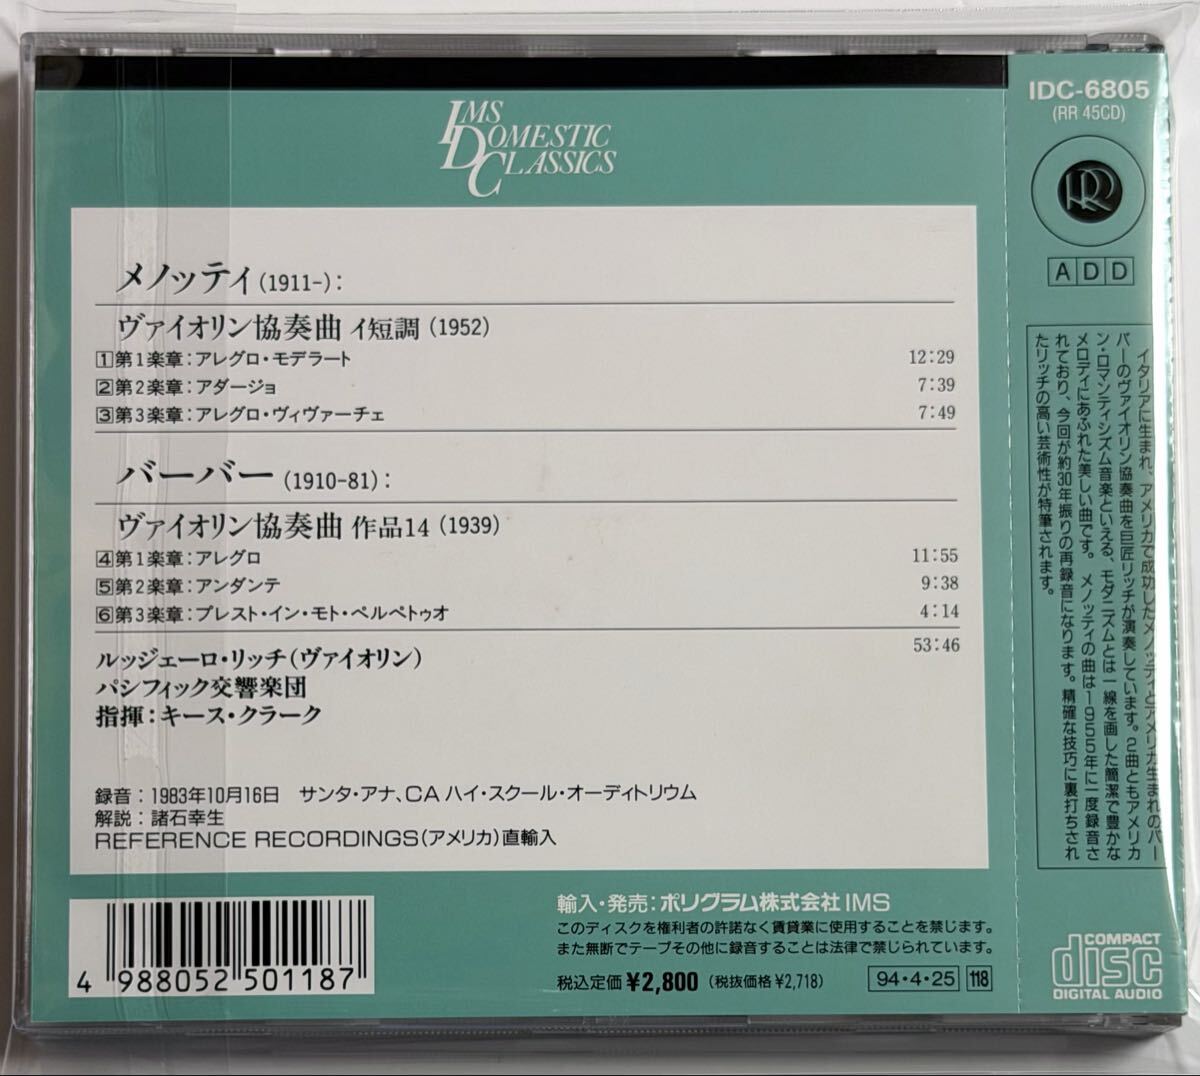 IMS
DOMESTIC
CLASSICS
メノッティ (1911-):
ヴァイオリン協奏曲 イ短調 (1952)
1 第1楽章:アレグロ・モデラート 12:29
2 第2楽章:アダージョ 7:39
3 第3楽章:アレグロ・ヴィヴァーチェ 7:49
バーバー (1910-81):
ヴァイオリン協奏曲 作品14 (1939)
4 第1楽章:アレグロ 11:55
5 第2楽章:アンダンテ 9:38
6 第3楽章:プレスト・イン・モト・ペルペトゥオ 4:14
53:46
ルッジェーロ・リッチ(ヴァイオリン)
パシフィック交響楽団
指揮:キース・クラーク
録音:1983年10月16日 サンタ・アナ、CA ハイ・スクール・オーディトリウム
解説:諸石幸生
REFERENCE RECORDINGS(アメリカ)直輸入
4 988052 501187
輸入・発売:ポリグラム株式会社 IMS
このディスクを権利者の許諾なく賃貸業に使用することを禁じます。
また無断でテープその他に録音することは法律で禁じられています。
税込定価¥2,800 (税抜価格¥2,718) 94・4・25 118
IDC-6805
(RR 45CD)
RR
ADD
イタリアに生まれ、アメリカで成功したメノッティとアメリカ生まれのバー
バーのヴァイオリン協奏曲を巨匠リッチが演奏しています。2曲ともアメリカ
ン・ロマンティシズム音楽といえる、モダニズムとは一線を画した簡潔で豊かな
メロディにあふれた美しい曲です。メノッティの曲は1955年に一度録音さ
れており、今回が約30年振りの再録音になります。精確な技巧に裏打ちされ
たリッチの高い芸術性が特筆されます。
COMPACT
disc
DIGITAL AUDIO